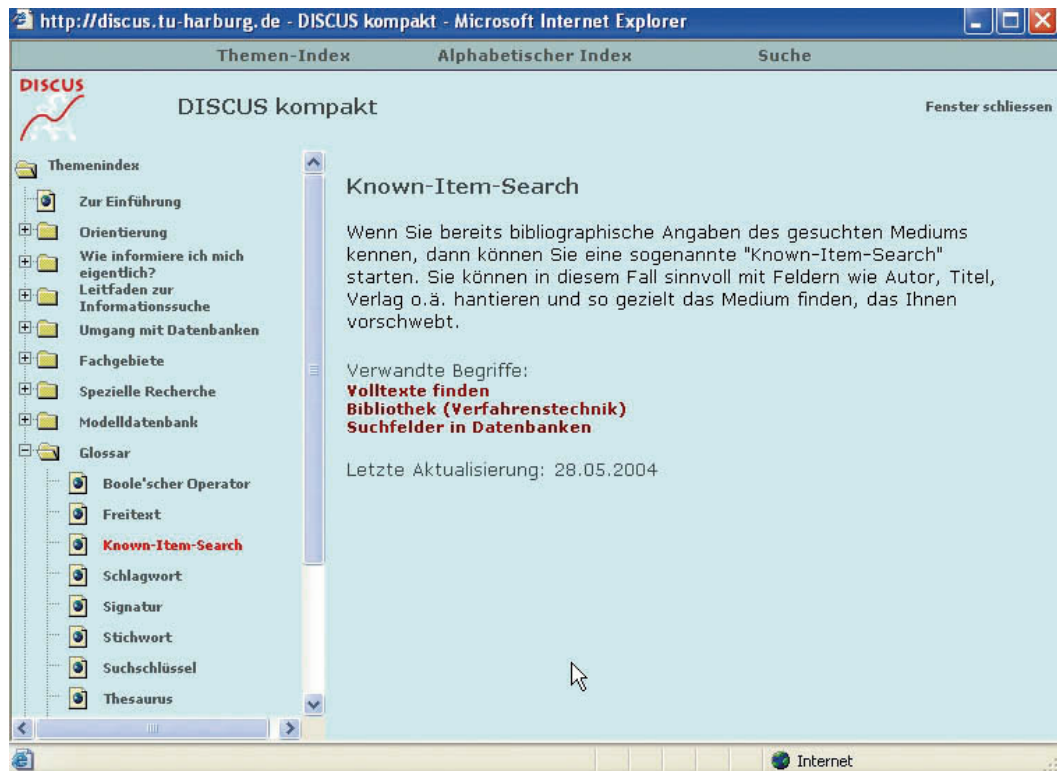 http://discus.tu-harburg.de - DISCUS kompakt - Microsoft Internet Explorer
Themen-Index Alphabetischer Index Suche
DISCUS
DISCUS kompakt
Fenster schliessen
Themenindex
Zur Einführung
Orientierung
Wie informiere ich mich
eigentlich?
Leitfaden zur
Informationssuche
Umgang mit Datenbanken
Fachgebiete
Spezielle Recherche
Modelldatenbank
Glossar
Boole'scher Operator
Freitext
Known-Item-Search
Schlagwort
Signatur
Stichwort
Suchschlüssel
Thesaurus
Known-Item-Search
Wenn Sie bereits bibliographische Angaben des gesuchten Mediums
kennen, dann können Sie eine sogenannte "Known-Item-Search"
starten. Sie können in diesem Fall sinnvoll mit Feldern wie Autor, Titel,
Verlag o.ä. hantieren und so gezielt das Medium finden, das Ihnen
vorschwebt.
Verwandte Begriffe:
Volltexte finden
Bibliothek (Verfahrenstechnik)
Suchfelder in Datenbanken
Letzte Aktualisierung: 28.05.2004
Internet